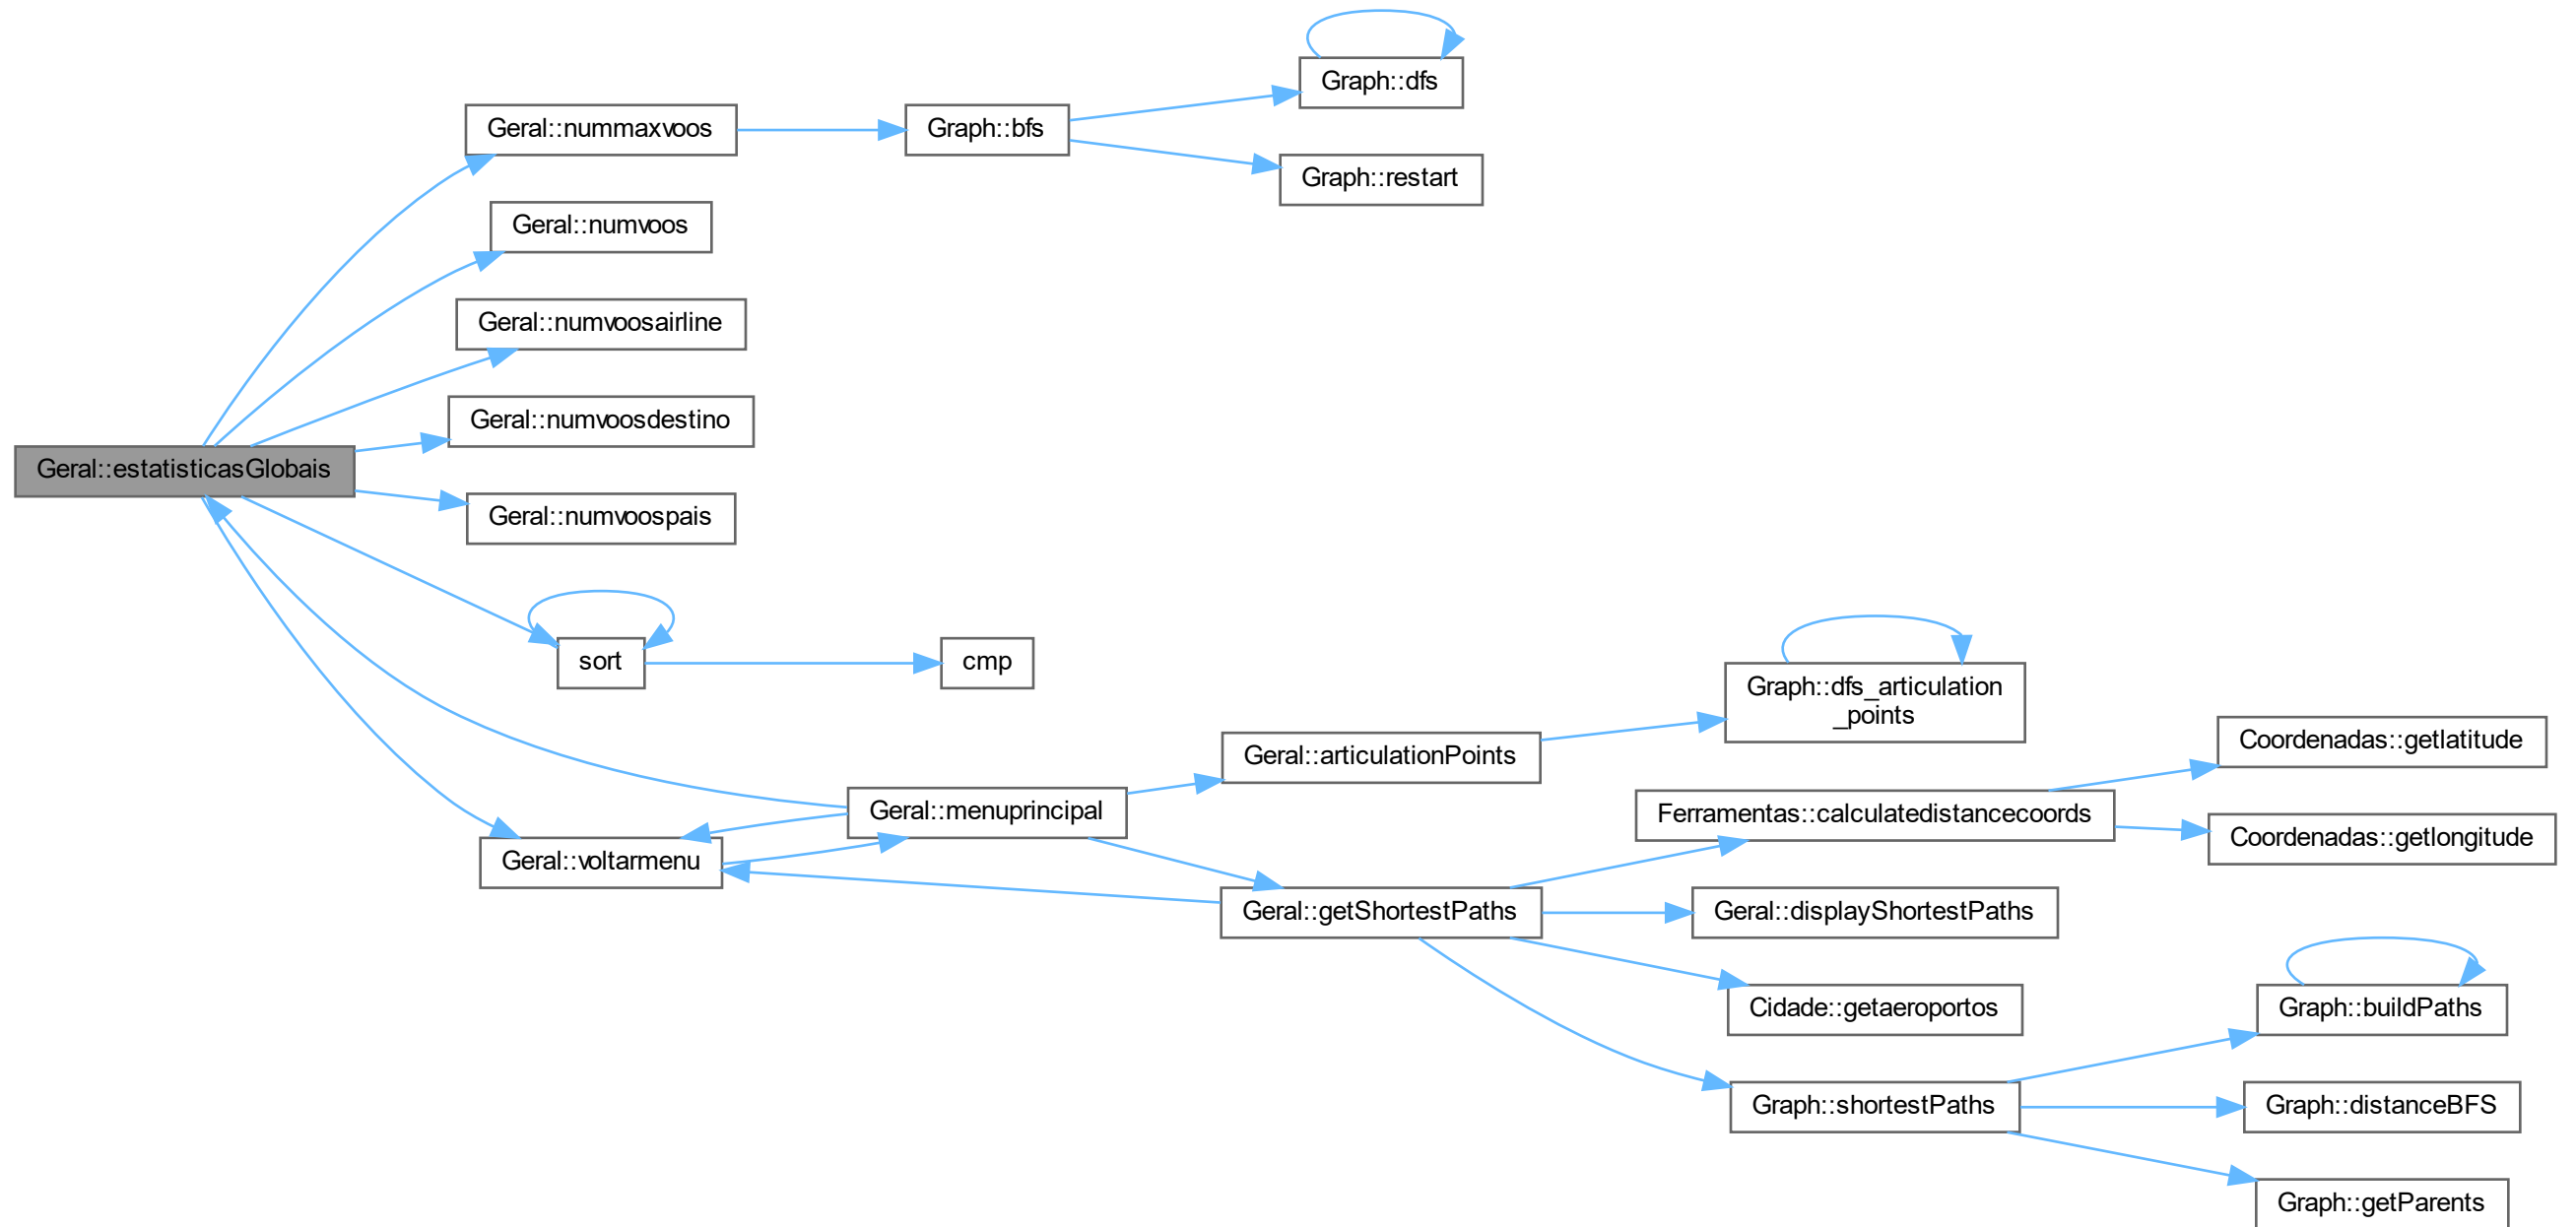 Graph::dfs
Geral::nummaxvoos
Graph::bfs
Graph::restart
Geral::numvoos
Geral::numvoosairline
Geral::numvoosdestino
Geral::estatisticasGlobais
Geral::numvoospais
sort
cmp
Graph::dfs_articulation
_points
Geral::articulationPoints
Coordenadas::getlatitude
Geral::menuprincipal
Ferramentas::calculatedistancecoords
Coordenadas::getlongitude
Geral::voltarmenu
Geral::getShortestPaths
Geral::displayShortestPaths
Cidade::getaeroportos
Graph::buildPaths
Graph::shortestPaths
Graph::distanceBFS
Graph::getParents